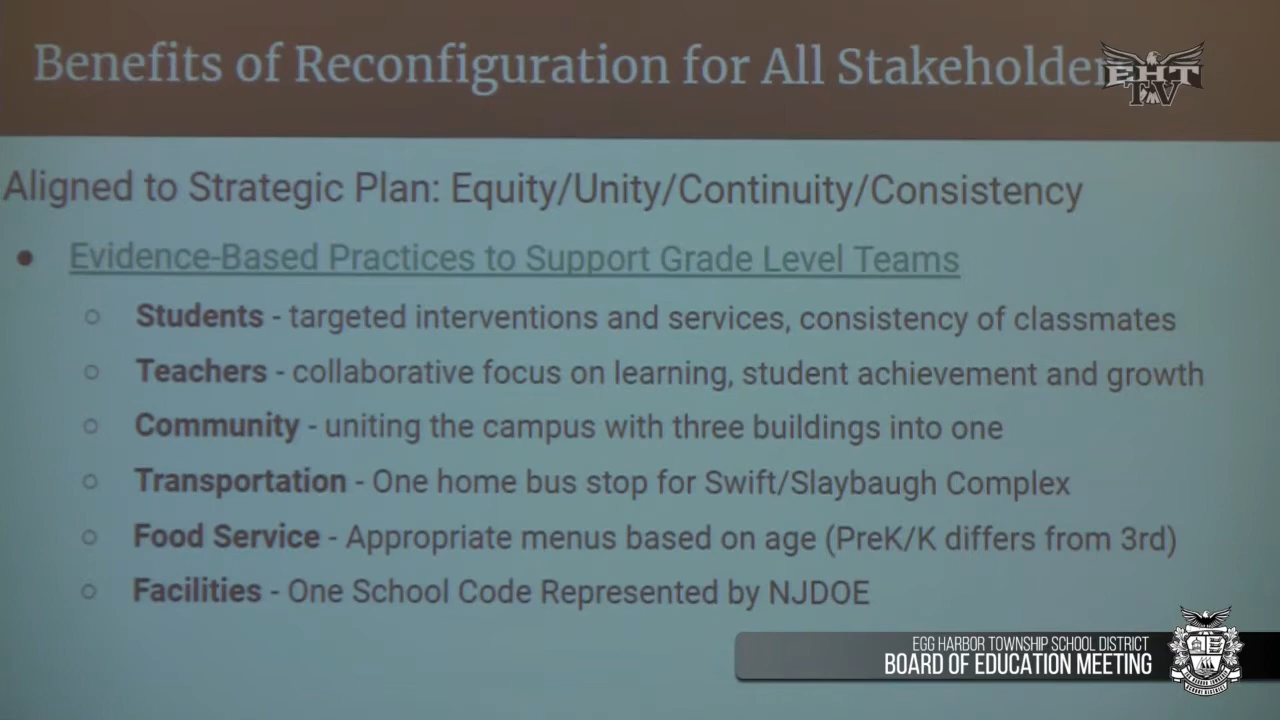 Benefits of Reconfiguration for All Stakeholder
EHT
TV
Aligned to Strategic Plan: Equity/Unity/Continuity/Consistency
• Evidence-Based Practices to Support Grade Level Teams
○ Students - targeted interventions and services, consistency of classmates
○ Teachers - collaborative focus on learning, student achievement and growth
○ Community - uniting the campus with three buildings into one
○ Transportation - One home bus stop for Swift/Slaybaugh Complex
○ Food Service - Appropriate menus based on age (PreK/K differs from 3rd)
○ Facilities - One School Code Represented by NJDOE
EGG HARBOR TOWNSHIP SCHOOL DISTRICT
BOARD OF EDUCATION MEETING